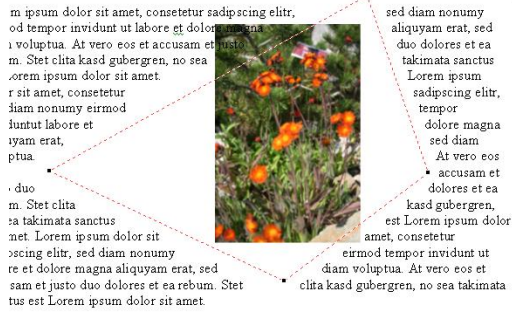 m ipsum dolor sit amet, consetetur sadipscing elitr, sed diam nonumy
od tempor invidunt ut labore et dolore magna aliquyam erat, sed
voluptua. At vero eos et accusam et justo duo dolores et ea
m. Stet clita kasd gubergren, no sea takimata sanctus
Lorem ipsum dolor sit amet. Lorem ipsum
r sit amet, consetetur sadipscing elitr,
diam nonumy eirmod tempor
duntut labore et dolore magna
uyam erat, sed diam
ptua. At vero eos
accusam et
duo dolores et ea
m. Stet clita kasd gubergren,
ea takimata sanctus est Lorem ipsum dolor
met. Lorem ipsum dolor sit amet, consetetur
oscing elitr, sed diam nonumy eirmod tempor invidunt ut
re et dolore magna aliquyam erat, sed diam voluptua. At vero eos et
sam et justo duo dolores et ea rebum. Stet clita kasd gubergren, no sea takimata
tus est Lorem ipsum dolor sit amet.